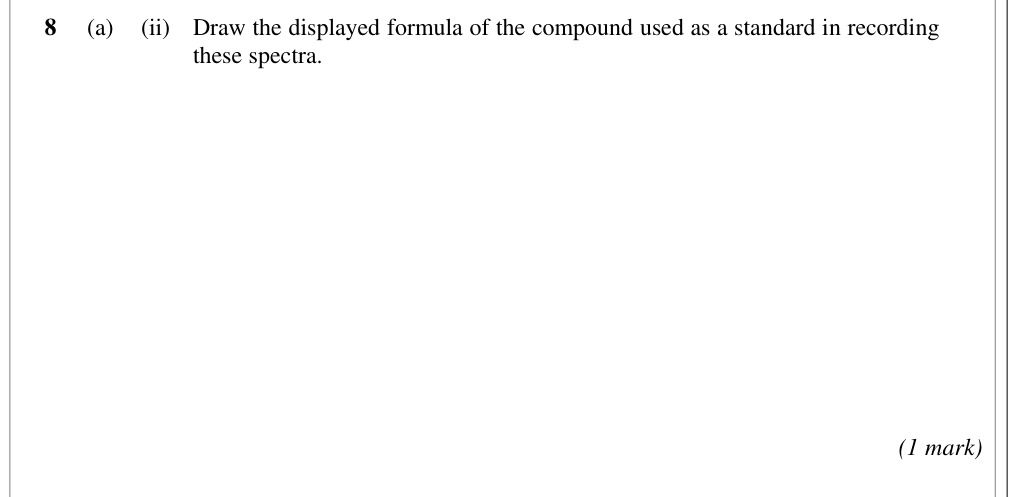 8 (a) (ii) Draw the displayed formula of the compound used as a standard in recording
these spectra.
(1 mark)